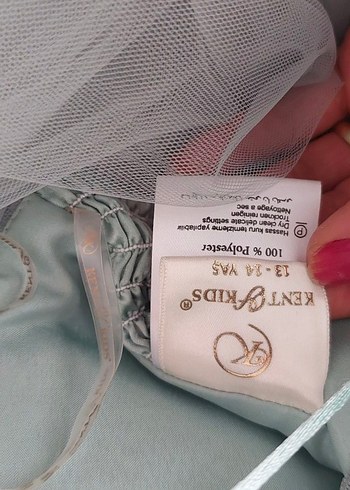 KENT OF KIDS®
13 - 14 YAŞ
100 % Polyester
Hassas kuru temizleme yapılabilir
Dry clean delicate settings
Trocknen reinigen
Nettoyage a sec